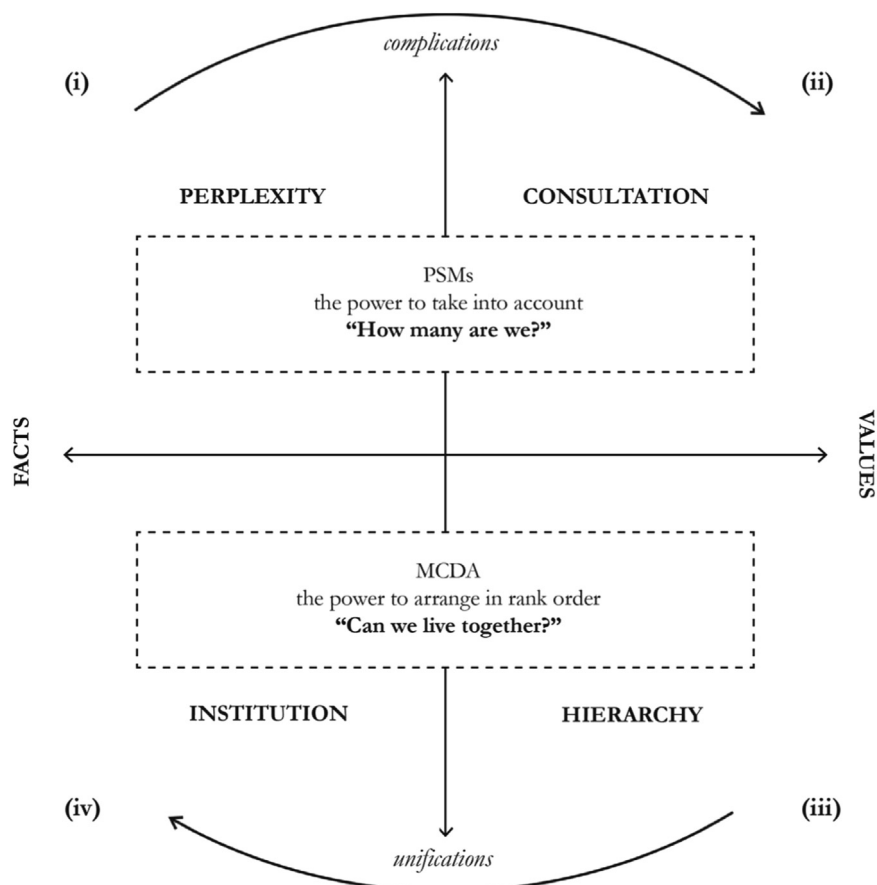 complications
(i)
(ii)
PERPLEXITY
CONSULTATION
PSMs
the power to take into account
“How many are we?”
FACTS
VALUES
MCDA
the power to arrange in rank order
“Can we live together?”
INSTITUTION
HIERARCHY
(iv)
(iii)
unifications